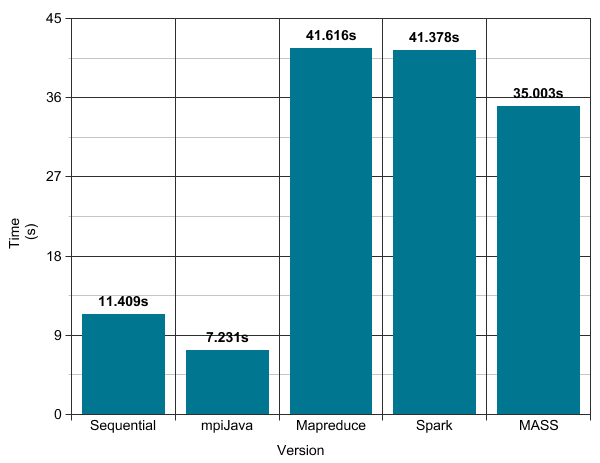 45
36
27
18
9
0
Time
(s)
41.616s
41.378s
35.003s
11.409s
7.231s
Sequential
mpiJava
Mapreduce
Spark
MASS
Version